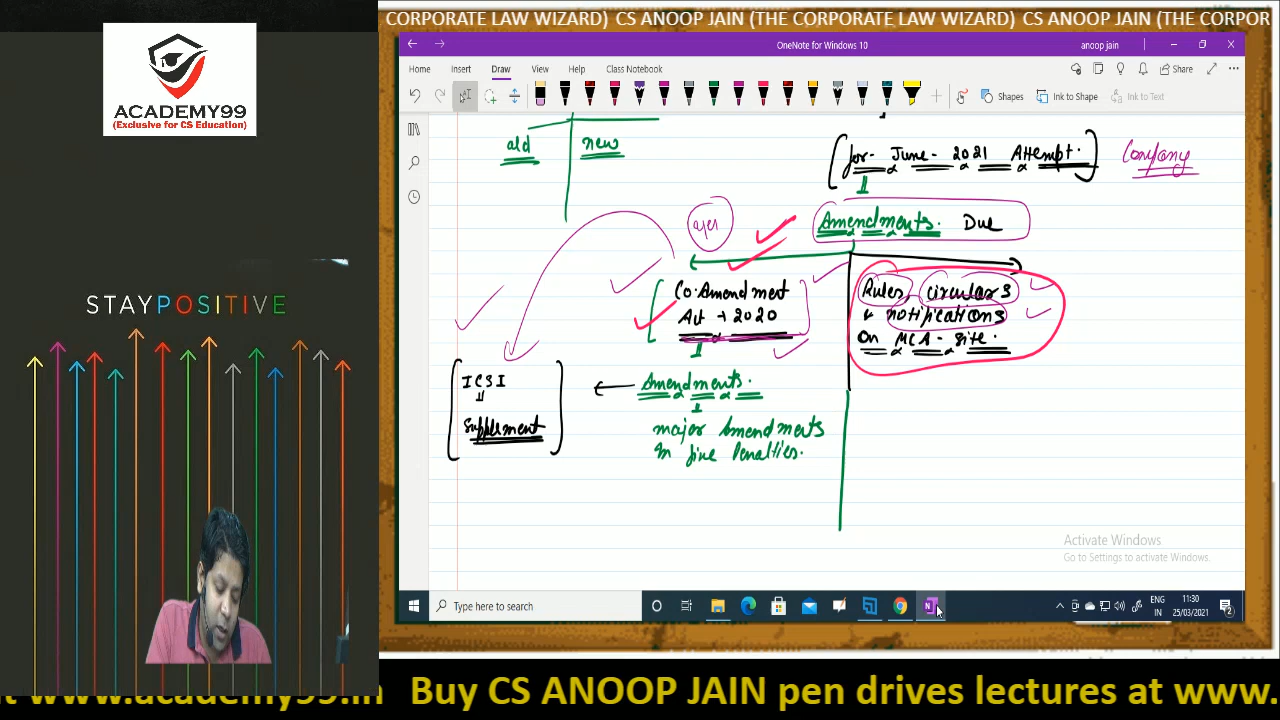 CORPORATE LAW WIZARD) CS ANOOP JAIN (THE CORPORATE LAW WIZARD) CS ANOOP JAIN (THE CORPOR
ACADEMY99
(Exclusive for CS Education)
STAYPOSITIVE
OneNote for Windows 10
anoop jain
Home Insert Draw View Help Class Notebook
Share
Shapes
Ink to Shape
Ink to Text
old new
for June - 2021 Attempt.
Company
Amendments. Due
Co. Amendment
Act → 2020
Rules circulars
& notifications
On MCA - Site.
ICSI
Supplement
Amendments.
major Amendments
In fine Penalties.
Activate Windows
Go to Settings to activate Windows.
Type here to search
ENG
IN
11:30
25/03/2021
2
www.academy99.in Buy CS ANOOP JAIN pen drives lectures at www.